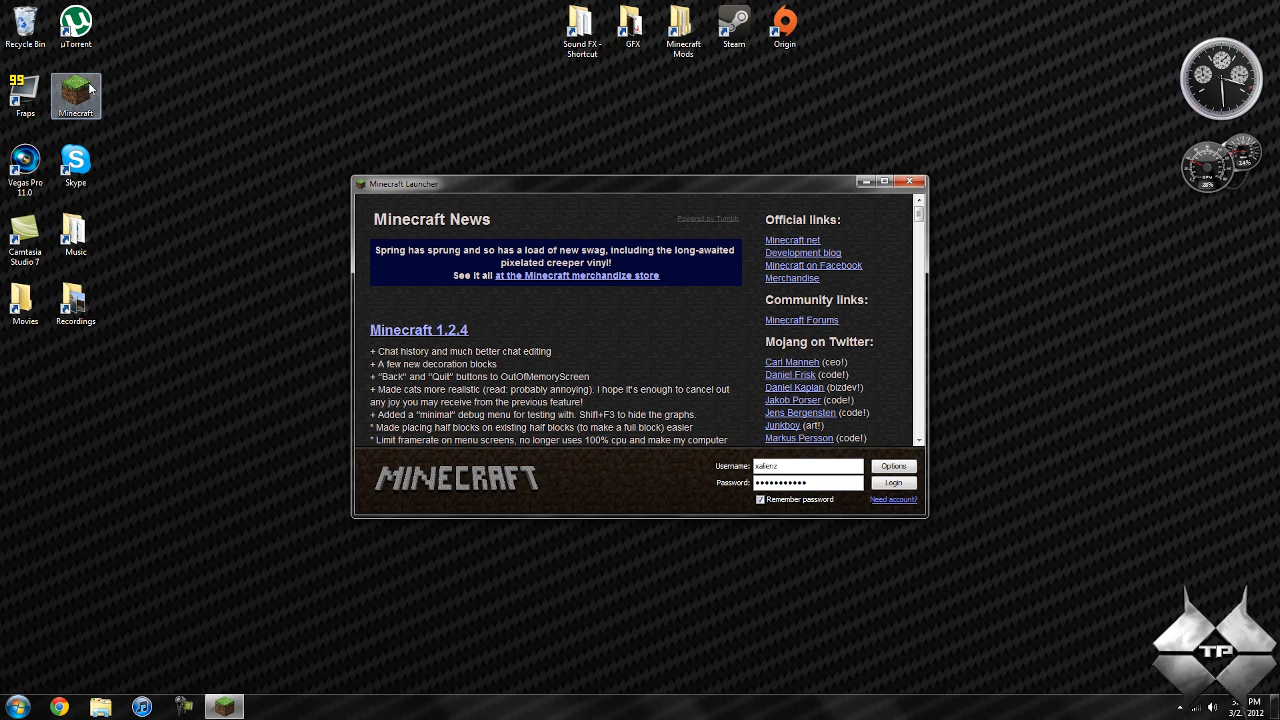 Recycle Bin
µTorrent
Sound FX - Shortcut
GFX
Minecraft Mods
Steam
Origin
99
Fraps
Minecraft
Vegas Pro 11.0
Skype
Camtasia Studio 7
Music
Movies
Recordings
24%
28%
Minecraft Launcher
Minecraft News
Powered by Tumblr
Spring has sprung and so has a load of new swag, including the long-awaited
pixelated creeper vinyl!
See it all at the Minecraft merchandize store
Minecraft 1.2.4
+ Chat history and much better chat editing
+ A few new decoration blocks
+ "Back" and "Quit" buttons to OutOfMemoryScreen
+ Made cats more realistic (read: probably annoying). I hope it's enough to cancel out
any joy you may receive from the previous feature!
+ Added a "minimal" debug menu for testing with. Shift+F3 to hide the graphs.
* Made placing half blocks on existing half blocks (to make a full block) easier
* Limit framerate on menu screens, no longer uses 100% cpu and make my computer
Official links:
Minecraft.net
Development blog
Minecraft on Facebook
Merchandise
Community links:
Minecraft Forums
Mojang on Twitter:
Carl Manneh (ceo!)
Daniel Frisk (code!)
Daniel Kaplan (bizdev!)
Jakob Porser (code!)
Jens Bergensten (code!)
Junkboy (art!)
Markus Persson (code!)
MINECRAFT
Username: xalienz
Options
Password:
Login
Remember password
Need account?
TP
PM
2012